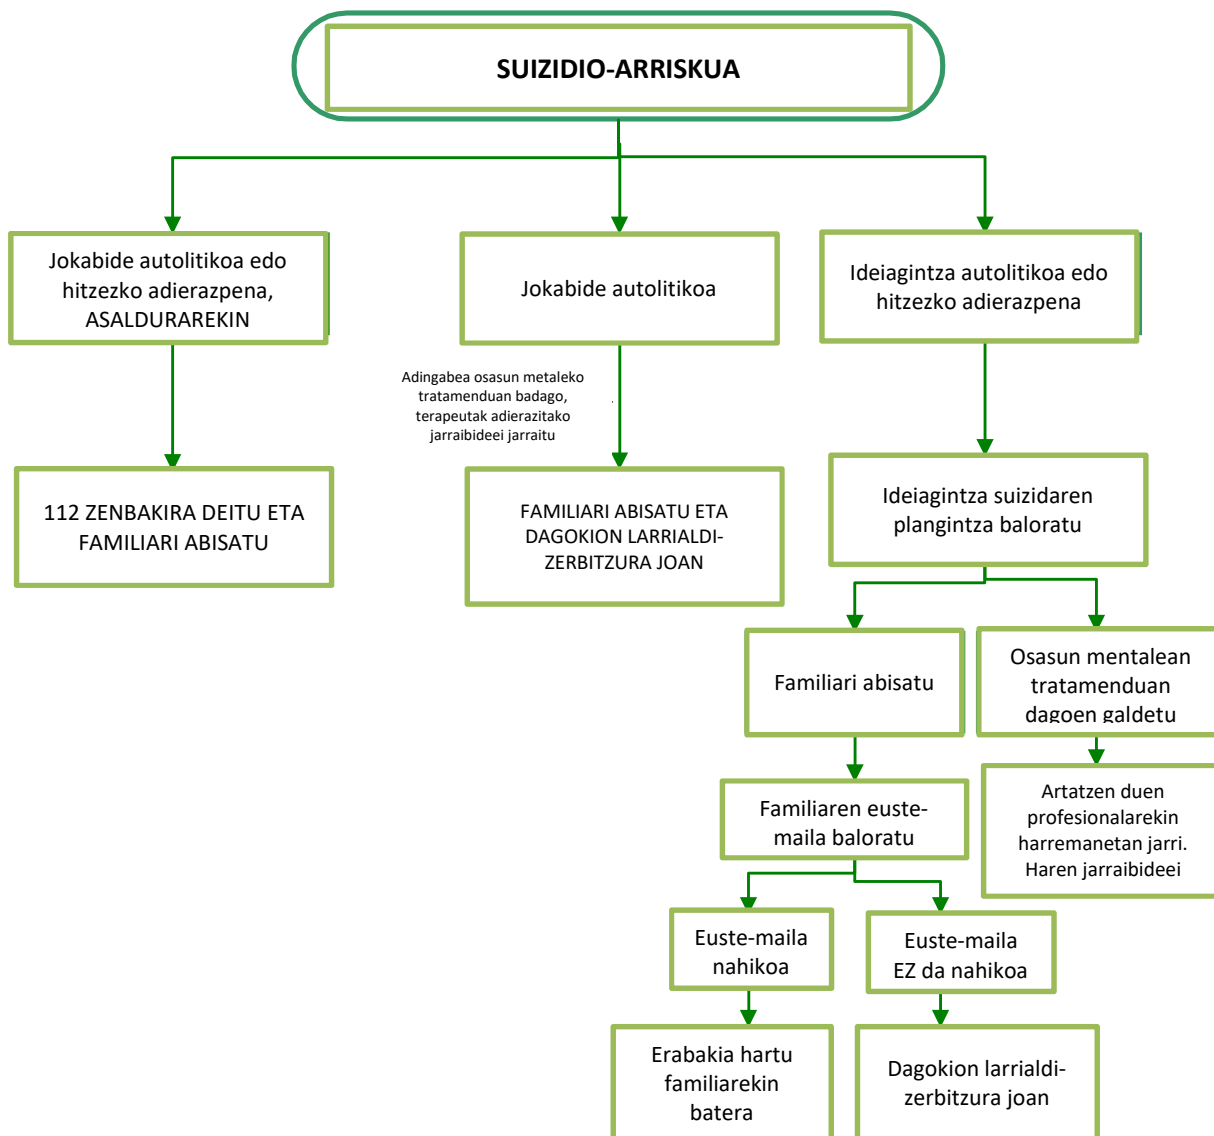 SUIZIDIO-ARRISKUA
Jokabide autolitikoa edo
hitzezko adierazpena,
ASALDURAREKIN
Jokabide autolitikoa
Ideiagintza autolitikoa edo
hitzezko adierazpena
Adingabea osasun metaleko
tratamenduan badago,
terapeutak adierazitako
jarraibideei jarraitu
.
112 ZENBAKIRA DEITU ETA
FAMILIARI ABISATU
FAMILIARI ABISATU ETA
DAGOKION LARRIALDI-
ZERBITZURA JOAN
Ideiagintza suizidaren
plangintza baloratu
Familiari abisatu
Osasun mentalean
tratamenduan
dagoen galdetu
Familiaren euste-
maila baloratu
Artatzen duen
profesionalarekin
harremanetan jarri.
Haren jarraibideei
Euste-maila
nahikoa
Euste-maila
EZ da nahikoa
Erabakia hartu
familiarekin
batera
Dagokion larrialdi-
zerbitzura joan